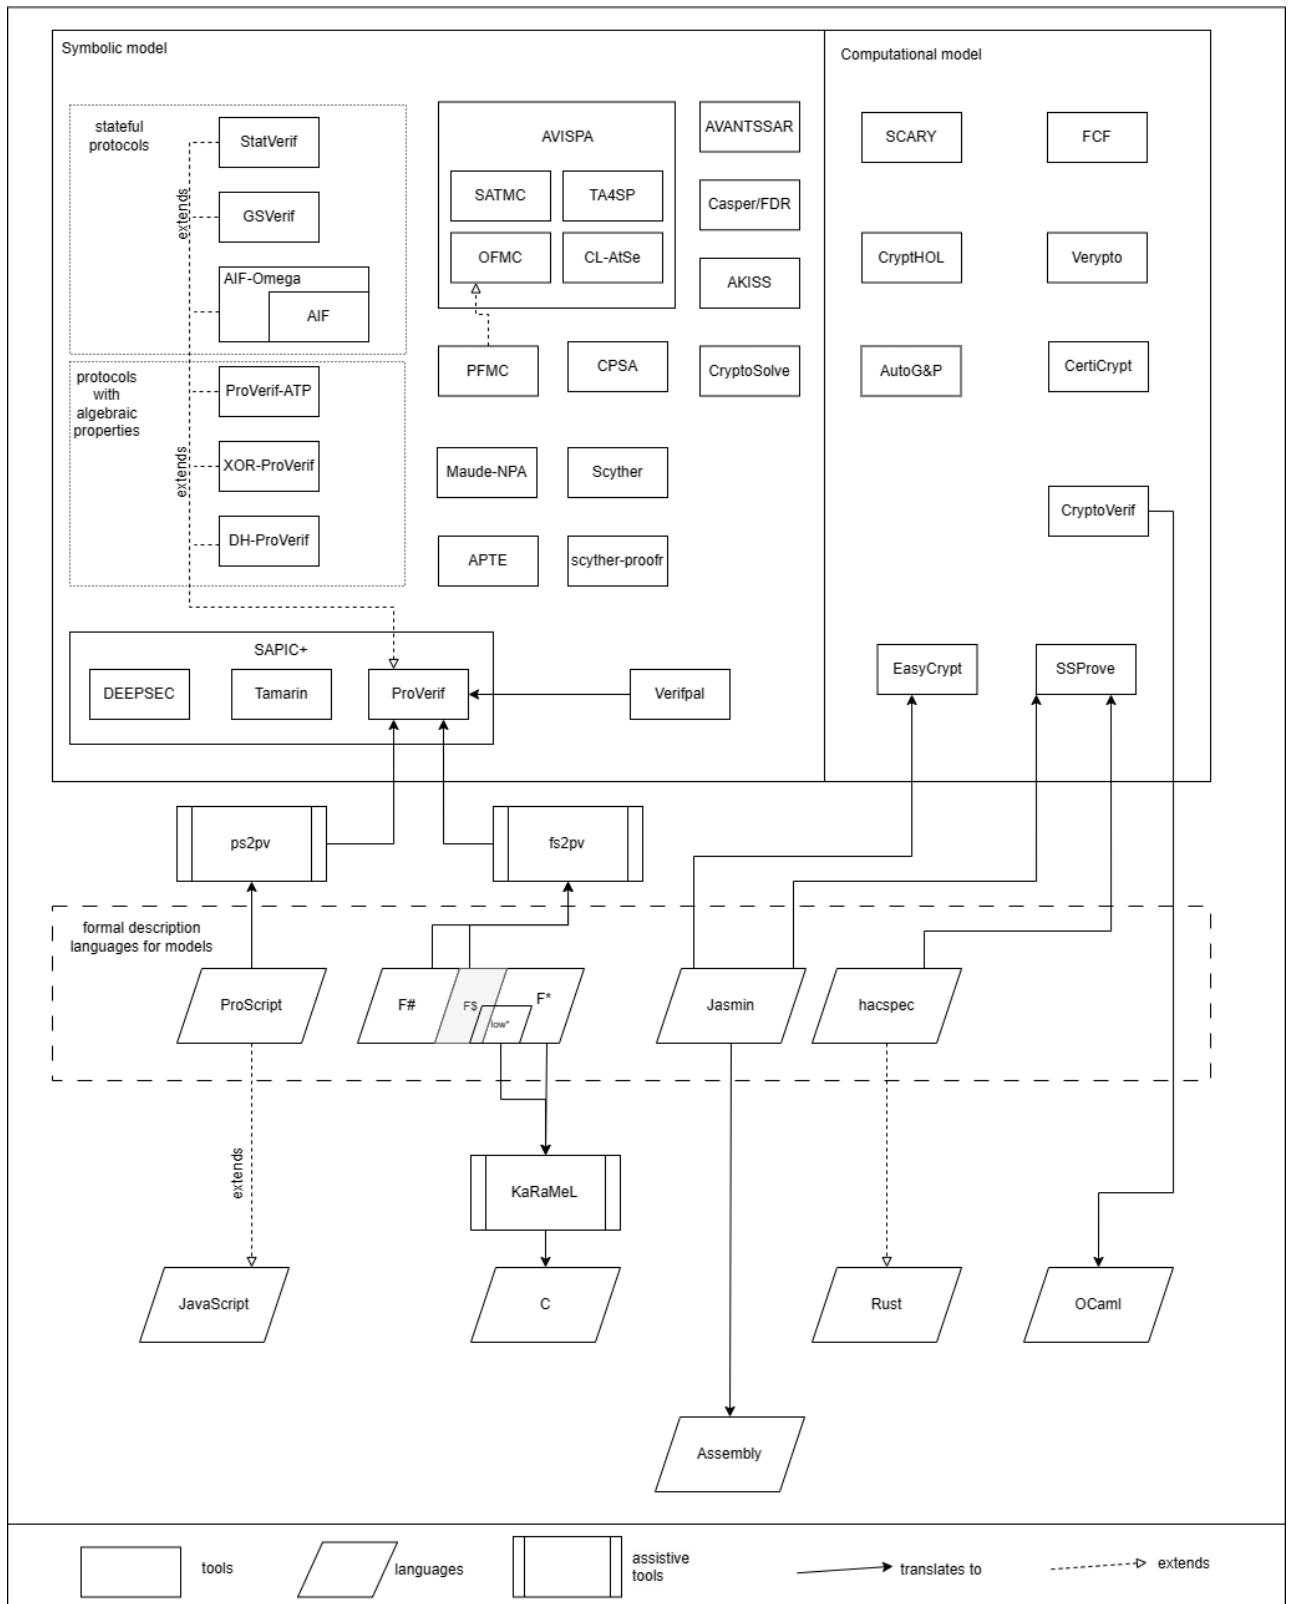 Symbolic model
Computational model
stateful
protocols
StatVerif
extends
GSVerif
AIF-Omega
AIF
AVISPA
SATMC
TA4SP
OFMC
CL-AtSe
AVANTSSAR
Casper/FDR
AKISS
SCARY
FCF
CryptHOL
Verypto
protocols
with
algebraic
properties
ProVerif-ATP
extends
XOR-ProVerif
DH-ProVerif
PFMC
CPSA
CryptoSolve
AutoG&P
CertiCrypt
Maude-NPA
Scyther
CryptoVerif
APTE
scyther-proofr
SAPIC+
DEEPSEC
Tamarin
ProVerif
Verifpal
EasyCrypt
SSProve
ps2pv
fs2pv
formal description
languages for models
ProScript
F#
F$
low*
F*
Jasmin
hacspec
extends
KaRaMeL
JavaScript
C
Rust
OCaml
Assembly
tools
languages
assistive
tools
translates to
extends